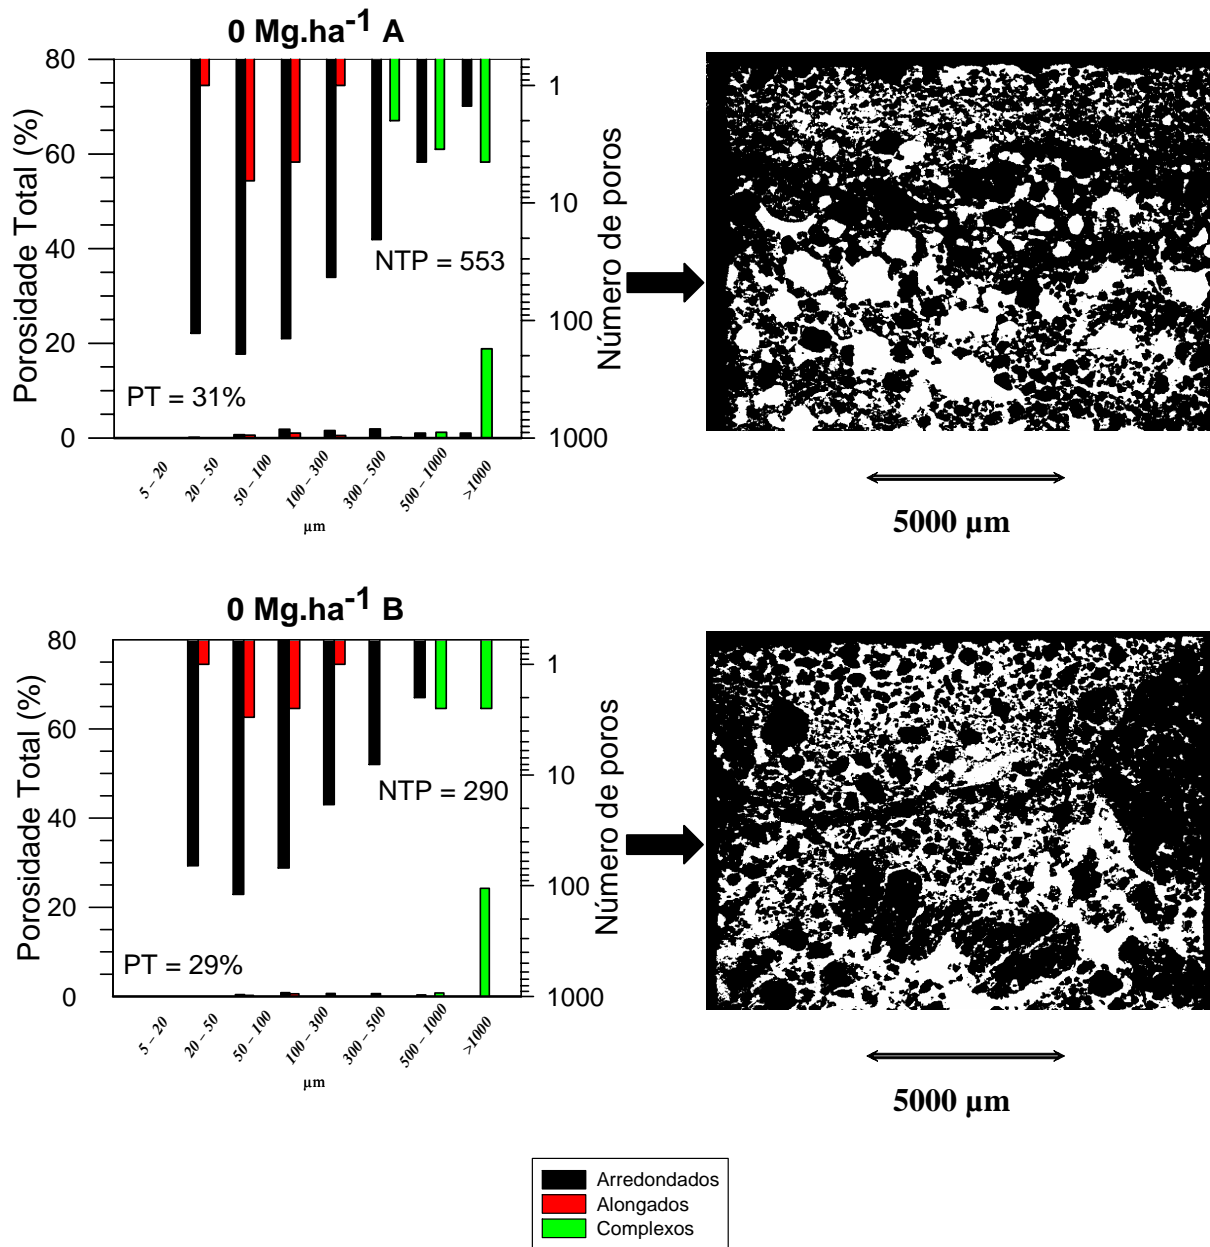 0 Mg.ha⁻¹ A
Porosidade Total (%)
80
60
40
20
0
1
10
100
1000
Número de poros
NTP = 553
PT = 31%
5 – 20
20 – 50
50 – 100
100 – 300
300 – 500
500 – 1000
>1000
µm
5000 µm
0 Mg.ha⁻¹ B
Porosidade Total (%)
80
60
40
20
0
1
10
100
1000
Número de poros
NTP = 290
PT = 29%
5 – 20
20 – 50
50 – 100
100 – 300
300 – 500
500 – 1000
>1000
µm
5000 µm
Arredondados
Alongados
Complexos